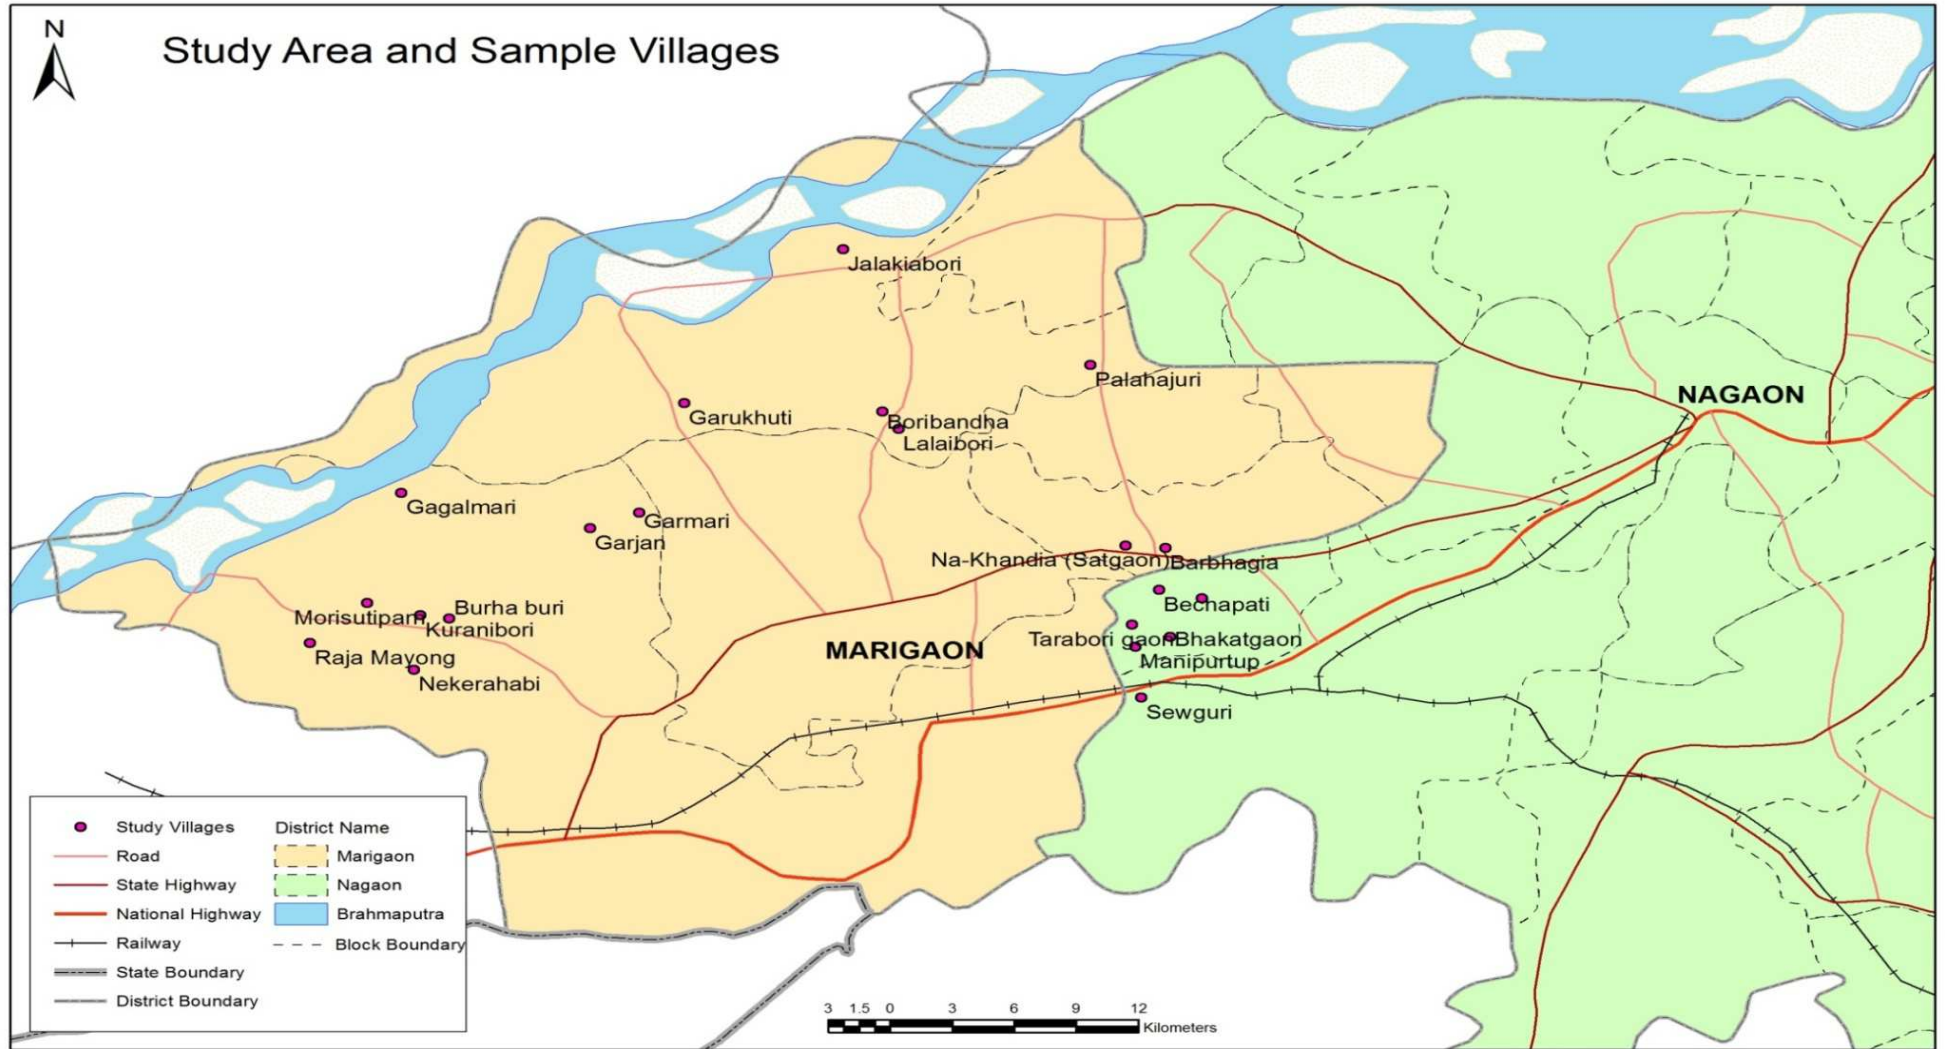 N
Study Area and Sample Villages
Jalakiabori
Palahajuri
NAGAON
Garukhuti
Boribandha
Lalaibori
Gagalmari
Garmari
Garjan
Na-Khandia (Satgaon)
Barbhagia
Bechapati
Morisutipam
Burha buri
Kuranibori
Tarabori gaon
Bhakatgaon
MARIGAON
Manipurtup
Raja Mayong
Nekerahabi
Sewguri
Study Villages
Road
State Highway
National Highway
Railway
State Boundary
District Boundary
District Name
Marigaon
Nagaon
Brahmaputra
Block Boundary
3 1.5 0 3 6 9 12
Kilometers